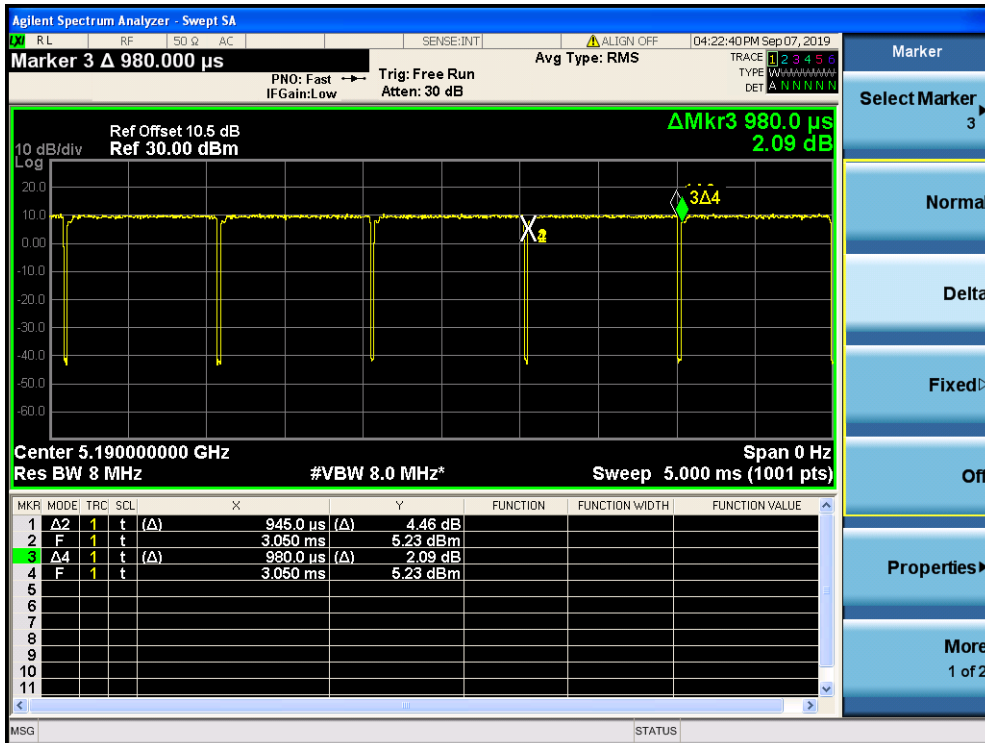 Agilent Spectrum Analyzer - Swept SA
LXI RL RF 50 Ω AC SENSE:INT ALIGN OFF 04:22:40 PM Sep 07, 2019
Marker 3 Δ 980.000 µs
PNO: Fast
IFGain:Low
Trig: Free Run
Atten: 30 dB
Avg Type: RMS
TRACE 1 2 3 4 5 6
TYPE W
DET A N N N N N
ΔMkr3 980.0 µs
2.09 dB
Ref Offset 10.5 dB
10 dB/div Ref 30.00 dBm
Log
20.0
10.0
0.00
-10.0
-20.0
-30.0
-40.0
-50.0
-60.0
3Δ4
X
Center 5.190000000 GHz Span 0 Hz
Res BW 8 MHz #VBW 8.0 MHz* Sweep 5.000 ms (1001 pts)
MKR MODE TRC SCL X Y FUNCTION FUNCTION WIDTH FUNCTION VALUE
1 Δ2 1 t (Δ) 945.0 µs (Δ) 4.46 dB
2 F 1 t 3.050 ms 5.23 dBm
3 Δ4 1 t (Δ) 980.0 µs (Δ) 2.09 dB
4 F 1 t 3.050 ms 5.23 dBm
5
6
7
8
9
10
11
MSG STATUS
Marker
Select Marker
3
Normal
Delta
Fixed
Off
Properties
More
1 of 2